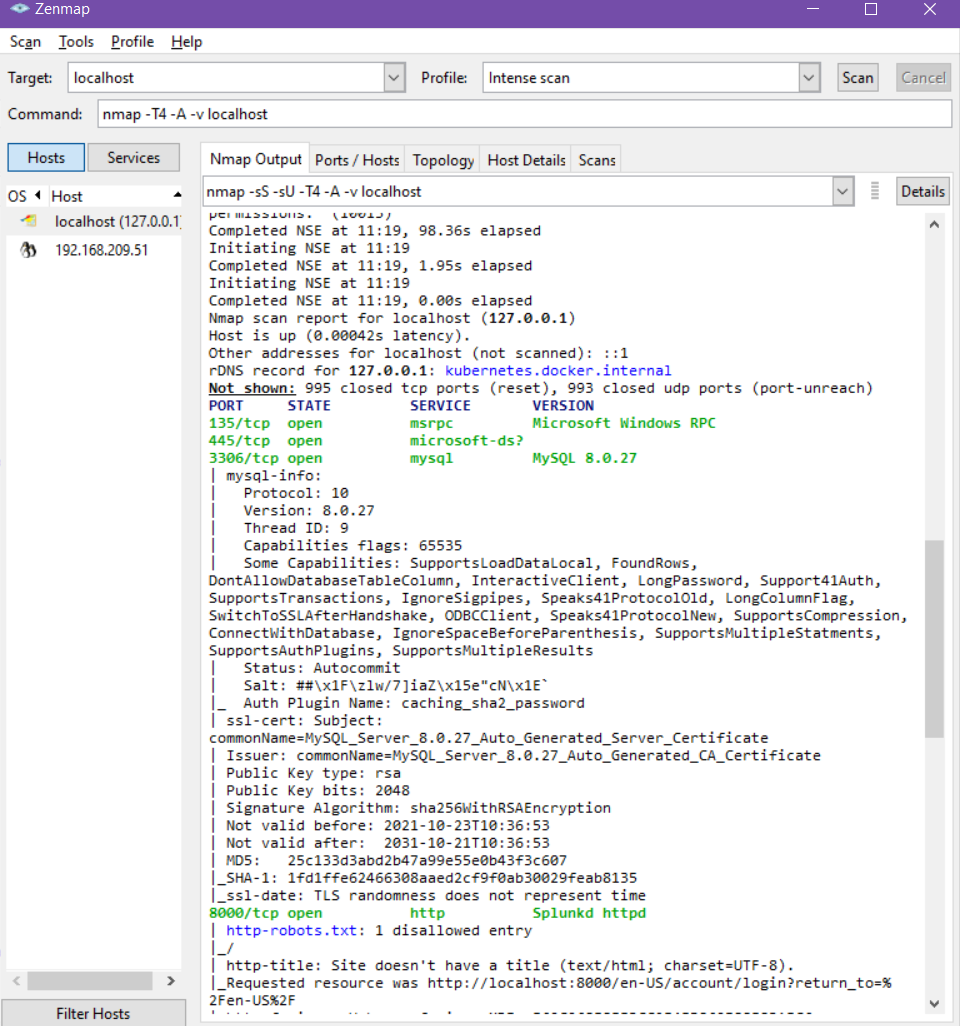 Zenmap
Scan Tools Profile Help
Target: localhost Profile: Intense scan Scan Cancel
Command: nmap -T4 -A -v localhost
Hosts Services
Nmap Output Ports / Hosts Topology Host Details Scans
OS Host
nmap -sS -sU -T4 -A -v localhost Details
localhost (127.0.0.1)
192.168.209.51
permissions. (10013)
Completed NSE at 11:19, 98.36s elapsed
Initiating NSE at 11:19
Completed NSE at 11:19, 1.95s elapsed
Initiating NSE at 11:19
Completed NSE at 11:19, 0.00s elapsed
Nmap scan report for localhost (127.0.0.1)
Host is up (0.00042s latency).
Other addresses for localhost (not scanned): ::1
rDNS record for 127.0.0.1: kubernetes.docker.internal
Not shown: 995 closed tcp ports (reset), 993 closed udp ports (port-unreach)
PORT STATE SERVICE VERSION
135/tcp open msrpc Microsoft Windows RPC
445/tcp open microsoft-ds?
3306/tcp open mysql MySQL 8.0.27
| mysql-info:
| Protocol: 10
| Version: 8.0.27
| Thread ID: 9
| Capabilities flags: 65535
| Some Capabilities: SupportsLoadDataLocal, FoundRows,
DontAllowDatabaseTableColumn, InteractiveClient, LongPassword, Support41Auth,
SupportsTransactions, IgnoreSigpipes, Speaks41ProtocolOld, LongColumnFlag,
SwitchToSSLAfterHandshake, ODBCClient, Speaks41ProtocolNew, SupportsCompression,
ConnectWithDatabase, IgnoreSpaceBeforeParenthesis, SupportsMultipleStatments,
SupportsAuthPlugins, SupportsMultipleResults
| Status: Autocommit
| Salt: ##\x1F\zlw/7]iaZ\x15e"cN\x1E`
|_ Auth Plugin Name: caching_sha2_password
| ssl-cert: Subject:
commonName=MySQL_Server_8.0.27_Auto_Generated_Server_Certificate
| Issuer: commonName=MySQL_Server_8.0.27_Auto_Generated_CA_Certificate
| Public Key type: rsa
| Public Key bits: 2048
| Signature Algorithm: sha256WithRSAEncryption
| Not valid before: 2021-10-23T10:36:53
| Not valid after: 2031-10-21T10:36:53
| MD5: 25c133d3abd2b47a99e55e0b43f3c607
|_SHA-1: 1fd1ffe62466308aaed2cf9f0ab30029feab8135
|_ssl-date: TLS randomness does not represent time
8000/tcp open http Splunkd httpd
| http-robots.txt: 1 disallowed entry
|_/
| http-title: Site doesn't have a title (text/html; charset=UTF-8).
|_Requested resource was http://localhost:8000/en-US/account/login?return_to=%
2Fen-US%2F
Filter Hosts